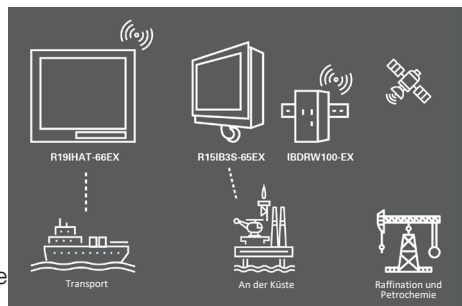 R19IHAT-66EX
R15IB3S-65EX
IBDRW100-EX
Transport
An der Küste
Raffination und
Petrochemie
e